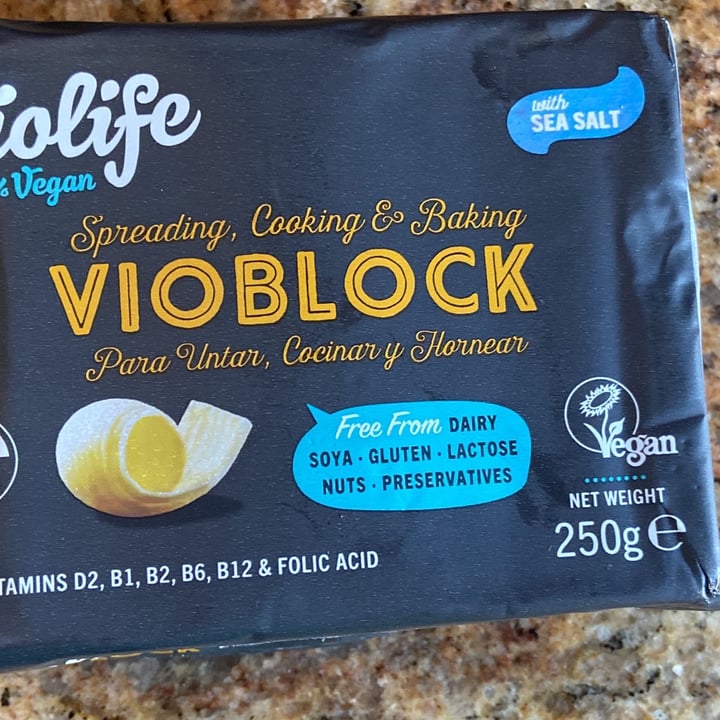 iolife
% Vegan
with
SEA SALT
Spreading, Cooking & Baking
VIOBLOCK
Para Untar, Cocinar y Hornear
Free From DAIRY
SOYA · GLUTEN · LACTOSE
NUTS · PRESERVATIVES
Vegan
NET WEIGHT
250g e
TAMINS D2, B1, B2, B6, B12 & FOLIC ACID